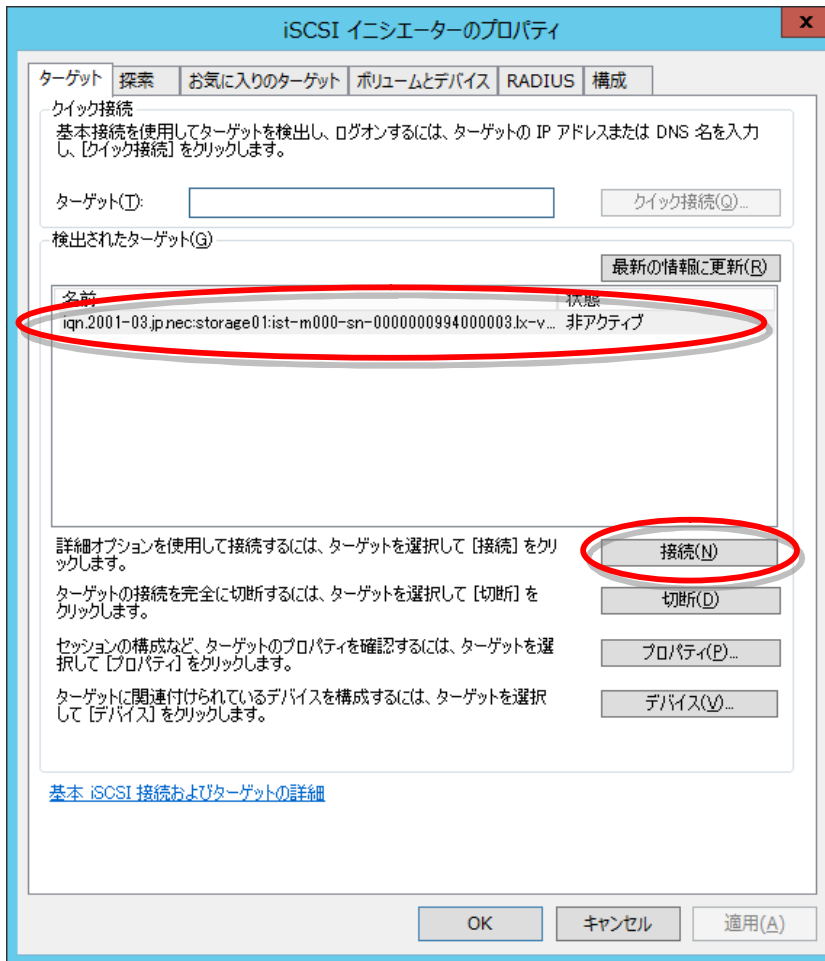 iSCSI イニシエーターのプロパティ
x
ターゲット 探索 お気に入りのターゲット ボリュームとデバイス RADIUS 構成
クイック接続
基本接続を使用してターゲットを検出し、ログオンするには、ターゲットの IP アドレスまたは DNS 名を入力
し、[クイック接続] をクリックします。
ターゲット(T):
クイック接続(Q)...
検出されたターゲット(G)
最新の情報に更新(R)
名前 状態
iqn.2001-03.jp.nec:storage01:ist-m000-sn-0000000994000003.lx-v... 非アクティブ
詳細オプションを使用して接続するには、ターゲットを選択して [接続] をクリ
ックします。
接続(N)
ターゲットの接続を完全に切断するには、ターゲットを選択して [切断] を
クリックします。
切断(D)
セッションの構成など、ターゲットのプロパティを確認するには、ターゲットを選
択して [プロパティ] をクリックします。
プロパティ(P)...
ターゲットに関連付けられているデバイスを構成するには、ターゲットを選択
して [デバイス] をクリックします。
デバイス(V)...
基本 iSCSI 接続およびターゲットの詳細
OK キャンセル 適用(A)